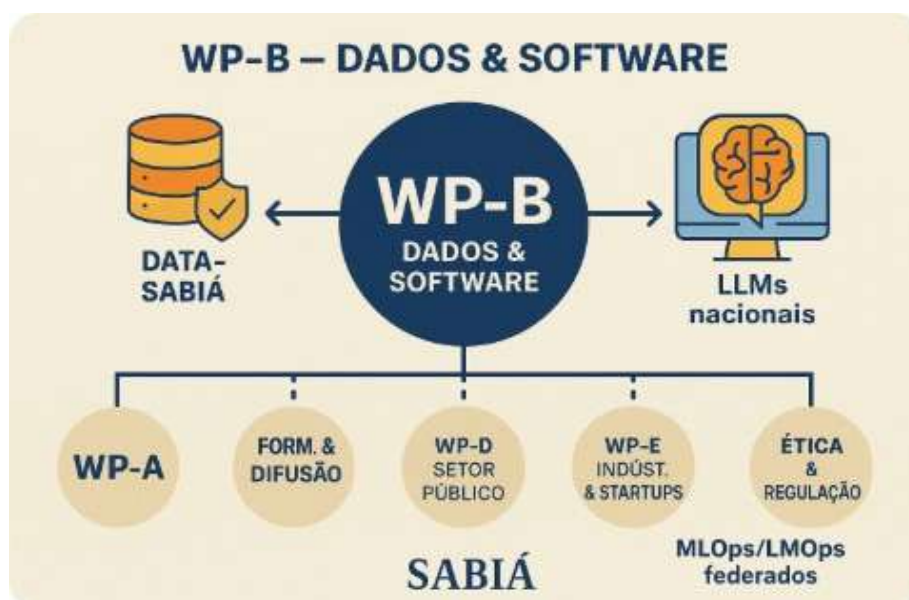 WP-B – DADOS & SOFTWARE
WP-B
DADOS &
SOFTWARE
DATA-
SABIÁ
LLMs
nacionais
WP-A
FORM. &
DIFUSÃO
WP-D
SETOR
PÚBLICO
WP-E
INDÚST.
& STARTUPS
ÉTICA
&
REGULAÇÃO
SABIÁ
MLOps/LMOps
federados